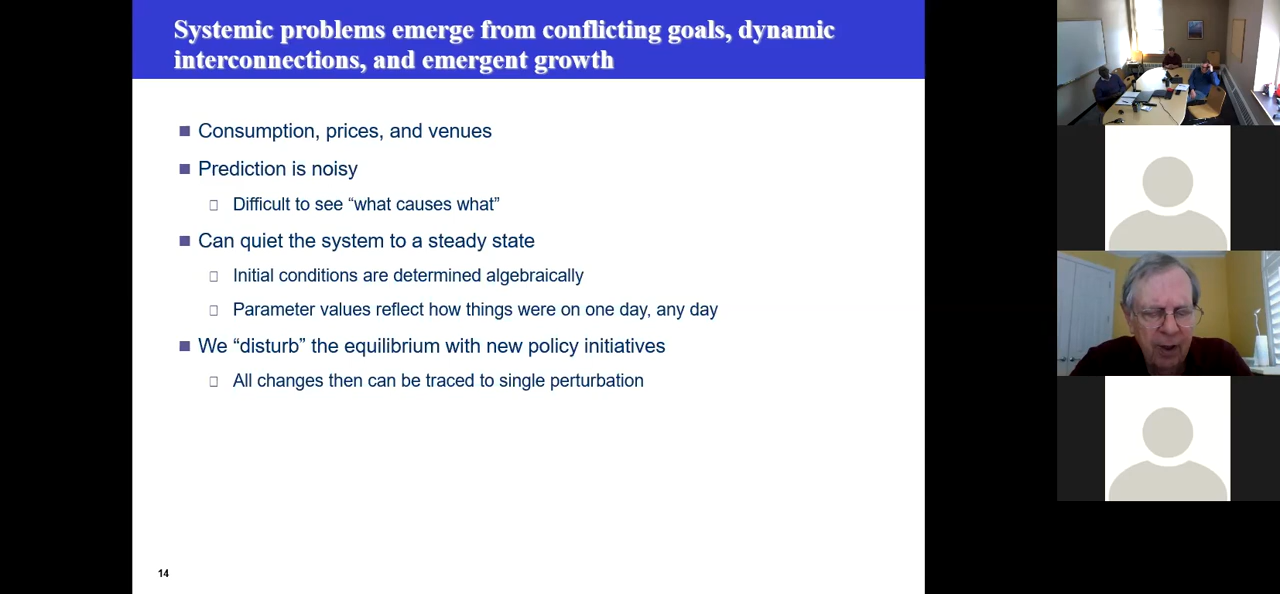 Systemic problems emerge from conflicting goals, dynamic
interconnections, and emergent growth
Consumption, prices, and venues
Prediction is noisy
Difficult to see “what causes what”
Can quiet the system to a steady state
Initial conditions are determined algebraically
Parameter values reflect how things were on one day, any day
We “disturb” the equilibrium with new policy initiatives
All changes then can be traced to single perturbation
14